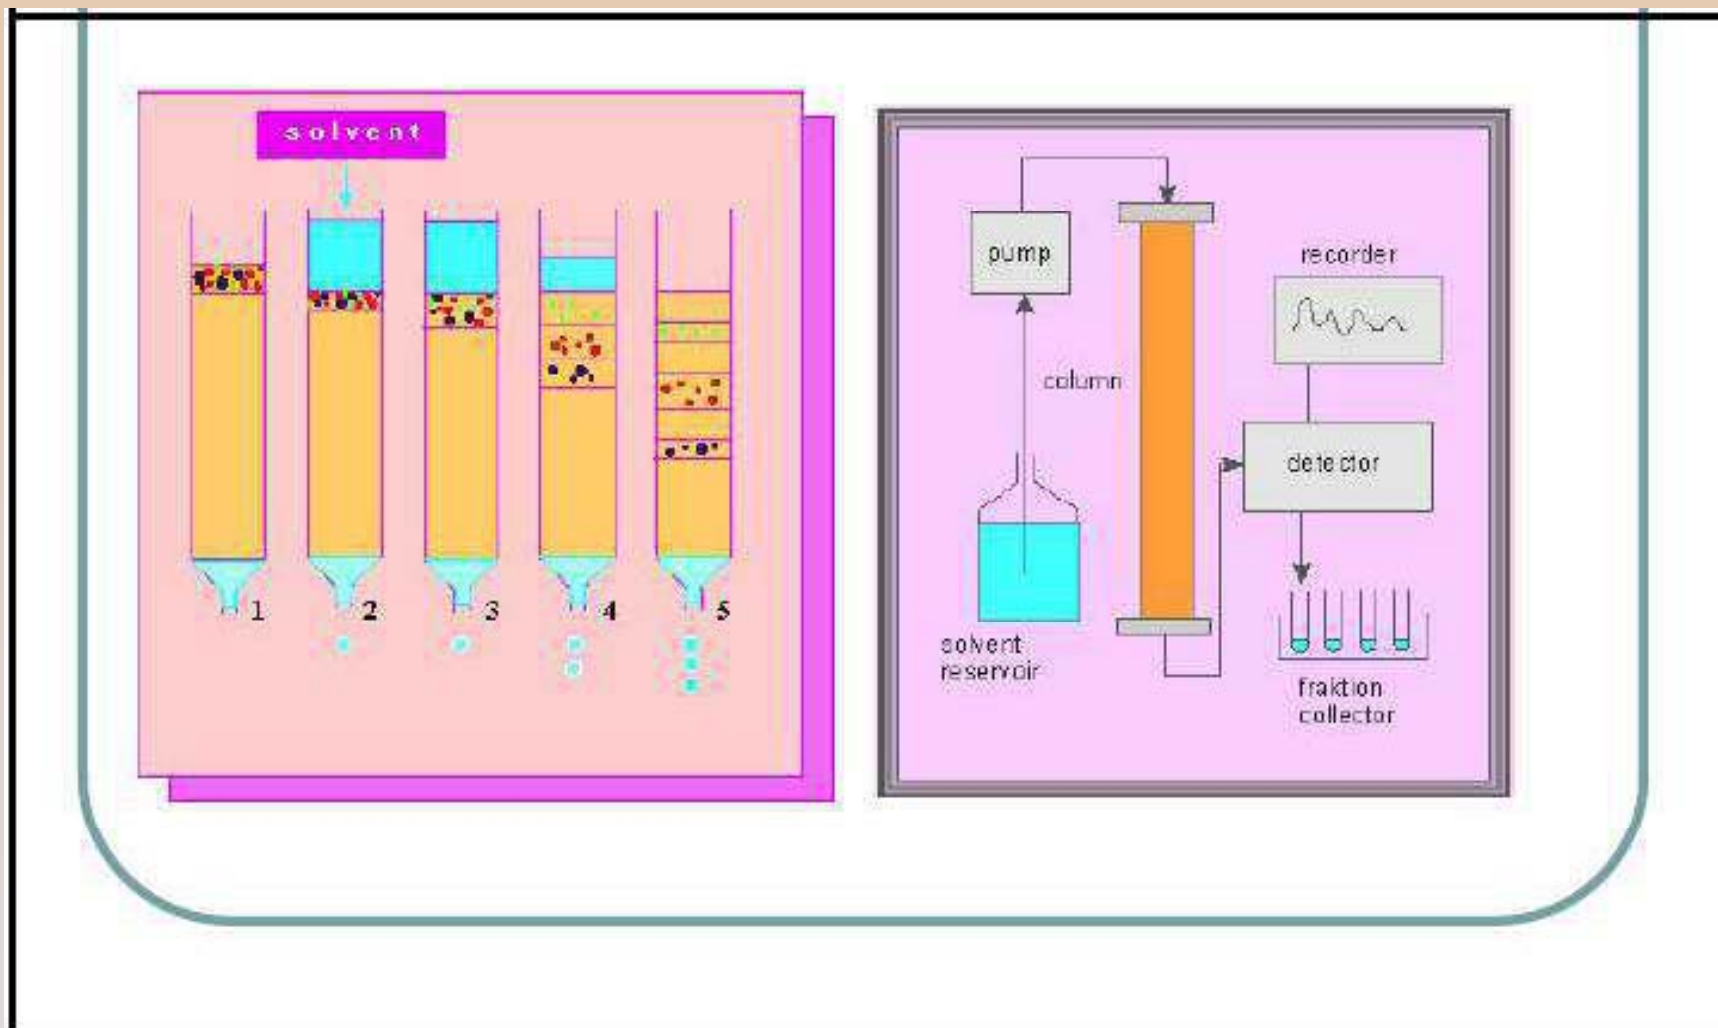 solvent
1
2
3
4
5
pump
column
solvent
reservoir
recorder
detector
fraktion
collector